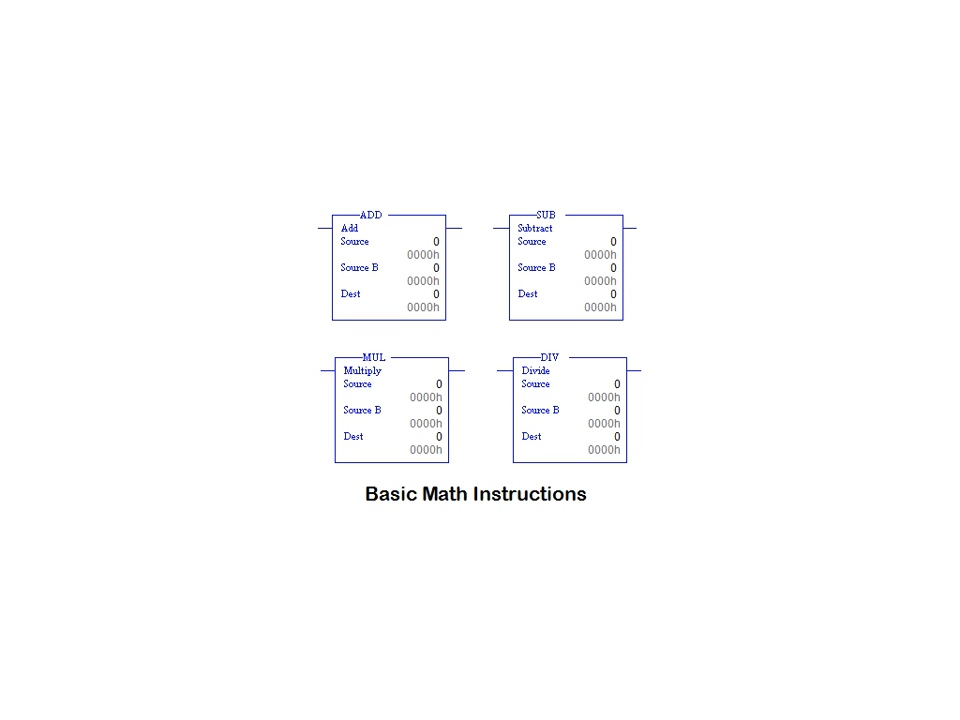 ADD
Add
Source 0
0000h
Source B 0
0000h
Dest 0
0000h
SUB
Subtract
Source 0
0000h
Source B 0
0000h
Dest 0
0000h
MUL
Multiply
Source 0
0000h
Source B 0
0000h
Dest 0
0000h
DIV
Divide
Source 0
0000h
Source B 0
0000h
Dest 0
0000h
Basic Math Instructions